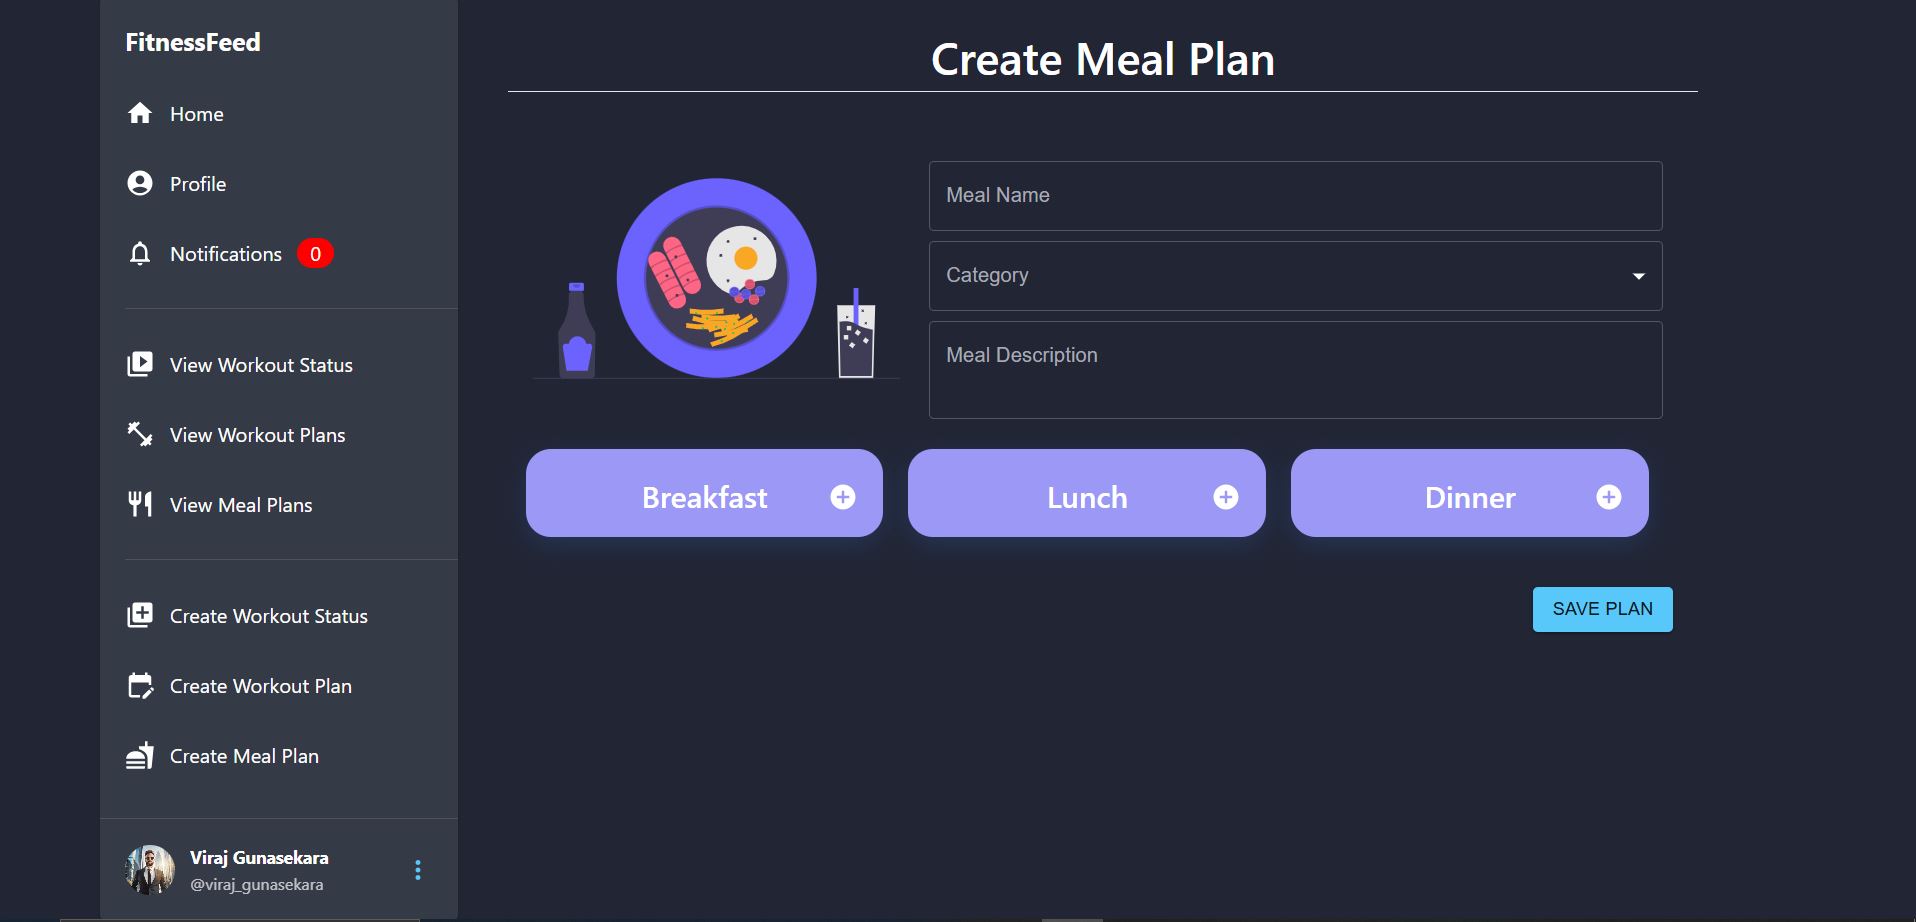 FitnessFeed
Home
Profile
Notifications 0
View Workout Status
View Workout Plans
View Meal Plans
Create Workout Status
Create Workout Plan
Create Meal Plan
Viraj Gunasekara
@viraj_gunasekara
Create Meal Plan
Meal Name
Category
Meal Description
Breakfast
Lunch
Dinner
SAVE PLAN